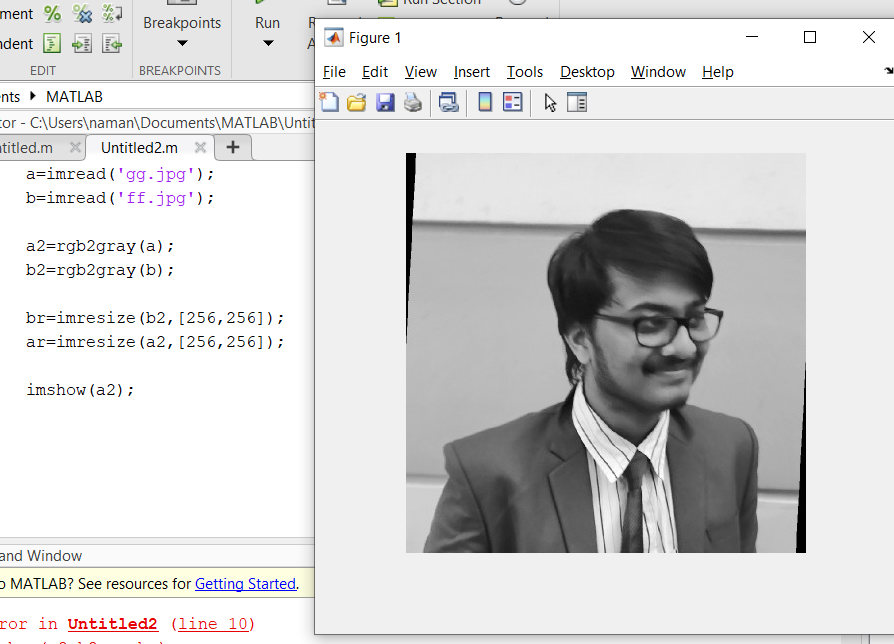 ment
Breakpoints
Run
Run Section
dent
EDIT
BREAKPOINTS
nts MATLAB
tor - C:\Users\naman\Documents\MATLAB\Unti
titled.m
Untitled2.m
a=imread('gg.jpg');
b=imread('ff.jpg');
a2=rgb2gray(a);
b2=rgb2gray(b);
br=imresize(b2,[256,256]);
ar=imresize(a2,[256,256]);
imshow(a2);
and Window
o MATLAB? See resources for Getting Started.
ror in Untitled2 (line 10)
Figure 1
File Edit View Insert Tools Desktop Window Help